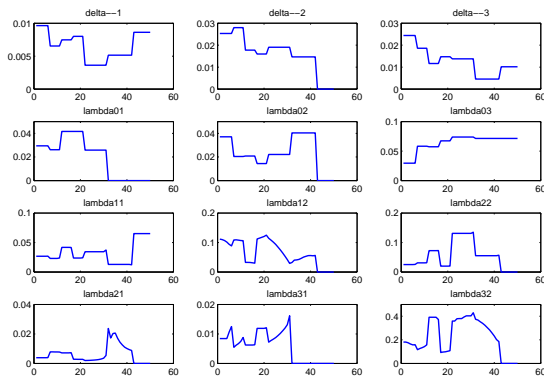 delta−−1 delta−−2 delta−−3
0.01 0.03 0.03
0.02 0.02
0.005
0.01 0.01
0 0 0
0 20 40 60 0 20 40 60 0 20 40 60
lambda01 lambda02 lambda03
0.1
0.04 0.04
0.05
0.02 0.02
0 0 0
0 20 40 60 0 20 40 60 0 20 40 60
lambda11 lambda12 lambda22
0.1 0.2 0.2
0.05 0.1 0.1
0 0 0
0 20 40 60 0 20 40 60 0 20 40 60
lambda21 lambda31 lambda32
0.04 0.02
0.4
0.02 0.01
0.2
0 0 0
0 20 40 60 0 20 40 60 0 20 40 60